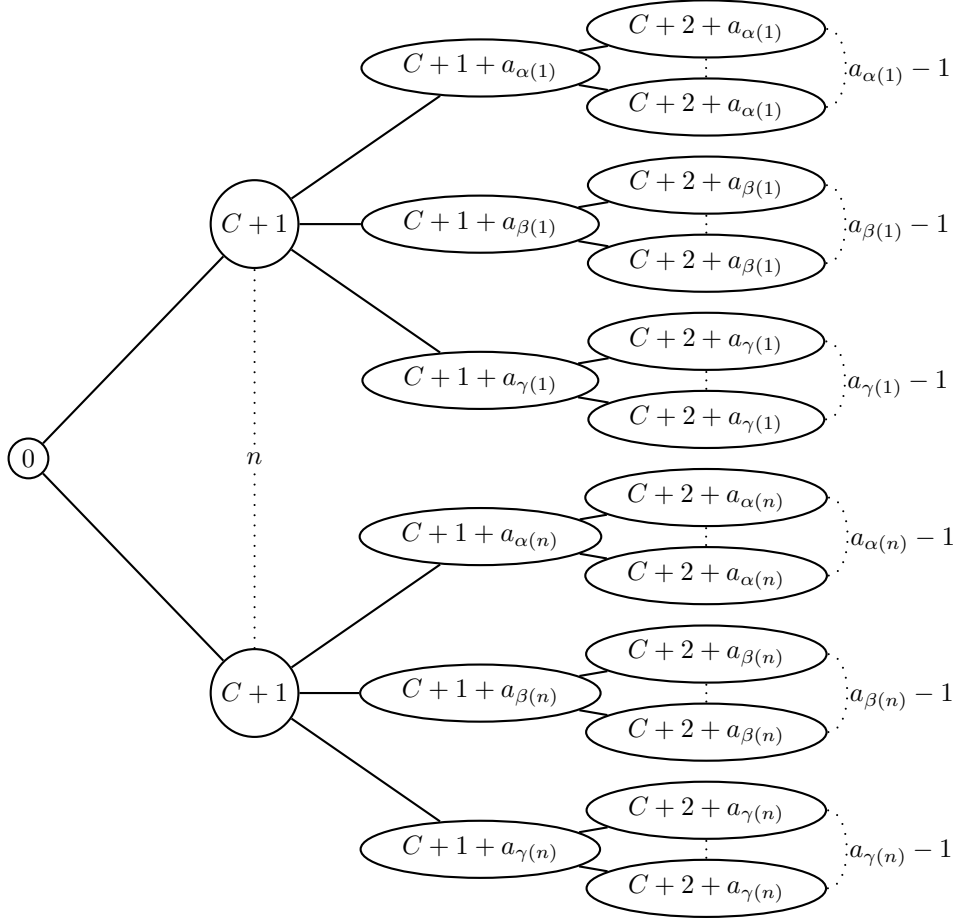 C + 2 + a_{α(1)}
C + 1 + a_{α(1)}
a_{α(1)} − 1
C + 2 + a_{α(1)}
C + 2 + a_{β(1)}
C + 1
C + 1 + a_{β(1)}
a_{β(1)} − 1
C + 2 + a_{β(1)}
C + 2 + a_{γ(1)}
C + 1 + a_{γ(1)}
a_{γ(1)} − 1
C + 2 + a_{γ(1)}
0
n
C + 2 + a_{α(n)}
C + 1 + a_{α(n)}
a_{α(n)} − 1
C + 2 + a_{α(n)}
C + 2 + a_{β(n)}
C + 1
C + 1 + a_{β(n)}
a_{β(n)} − 1
C + 2 + a_{β(n)}
C + 2 + a_{γ(n)}
C + 1 + a_{γ(n)}
a_{γ(n)} − 1
C + 2 + a_{γ(n)}